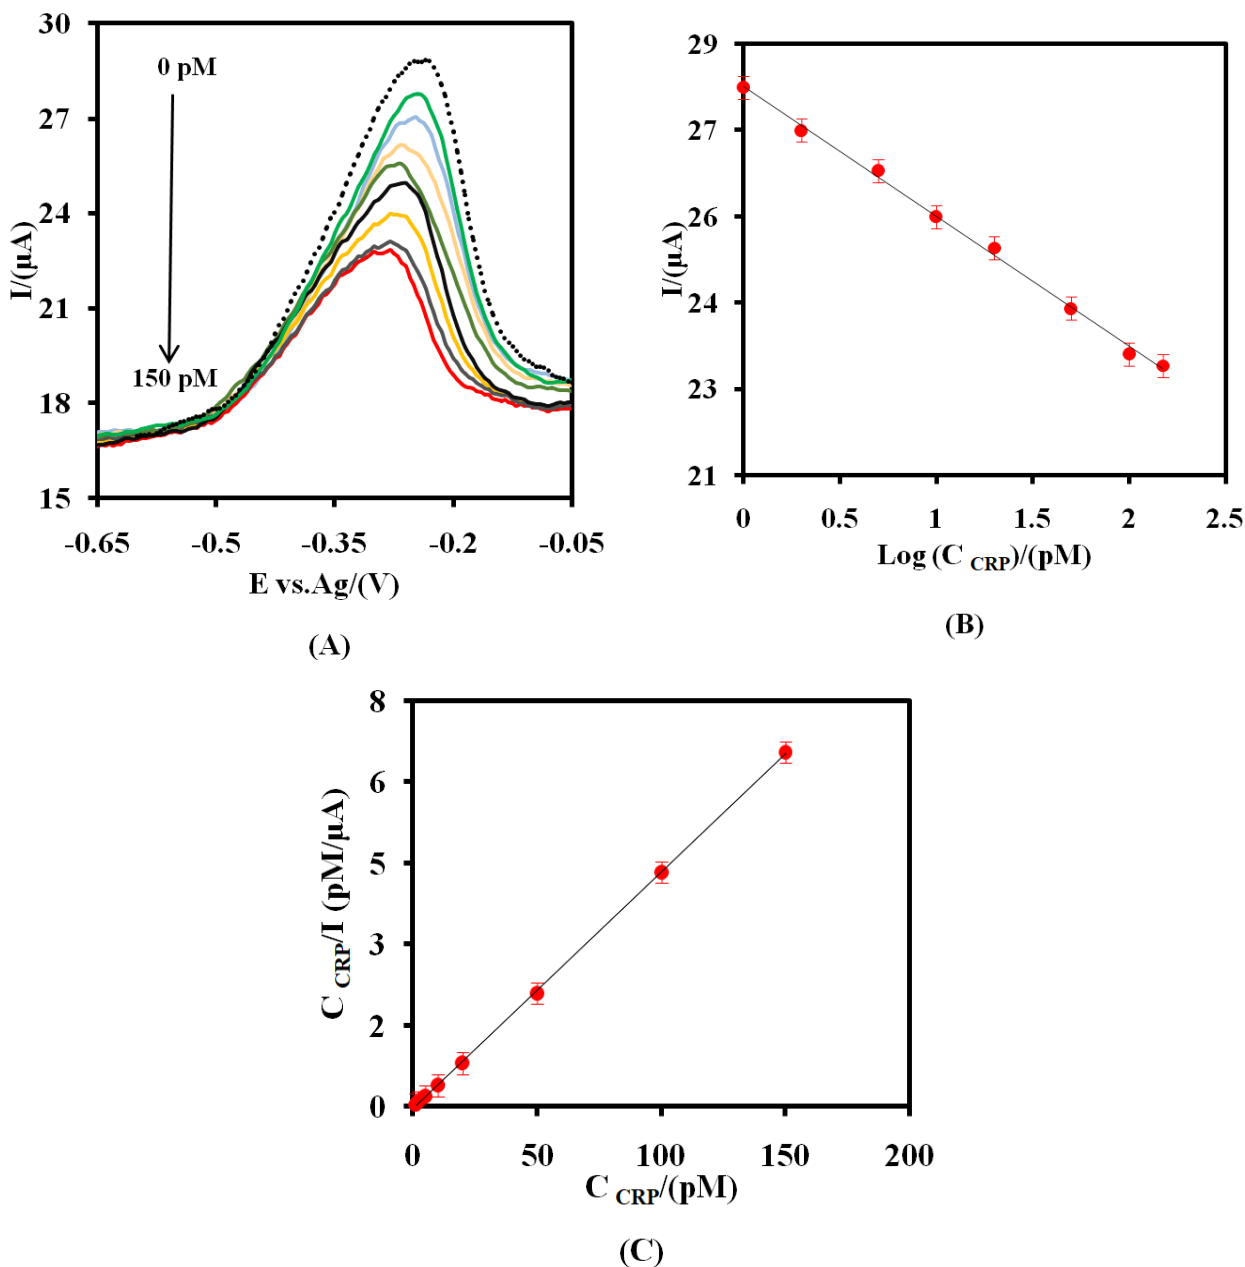 30
27
24
21
18
15
I/(µA)
0 pM
150 pM
-0.65 -0.5 -0.35 -0.2 -0.05
E vs.Ag/(V)
(A)
29
27
26
24
23
21
I/(µA)
0 0.5 1 1.5 2 2.5
Log (C CRP)/(pM)
(B)
8
6
5
3
2
0
C CRP/I (pM/µA)
0 50 100 150 200
C CRP/(pM)
(C)